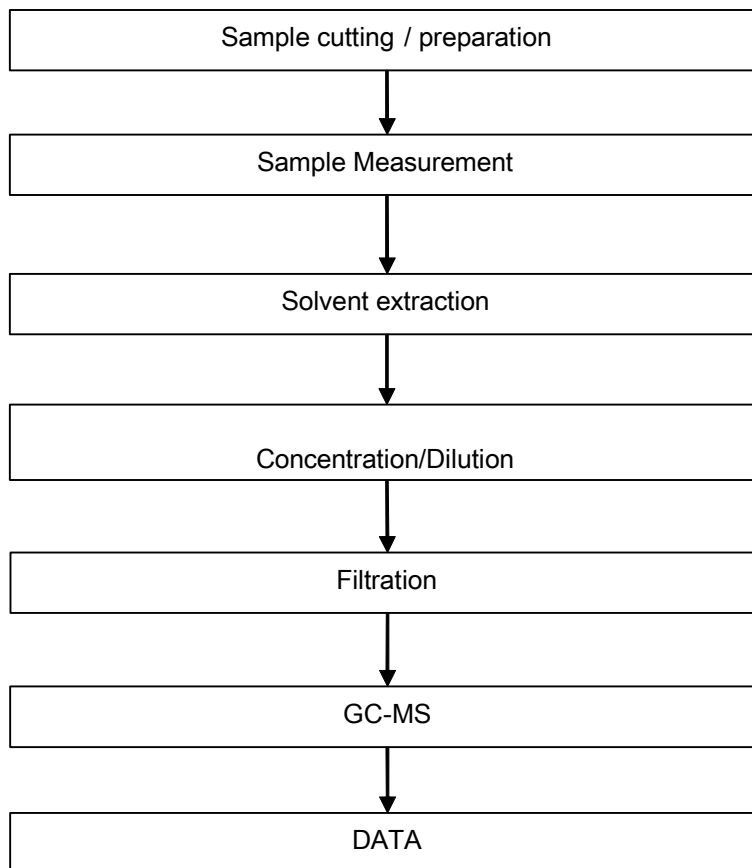 Sample cutting / preparation
Sample Measurement
Solvent extraction
Concentration/Dilution
Filtration
GC-MS
DATA